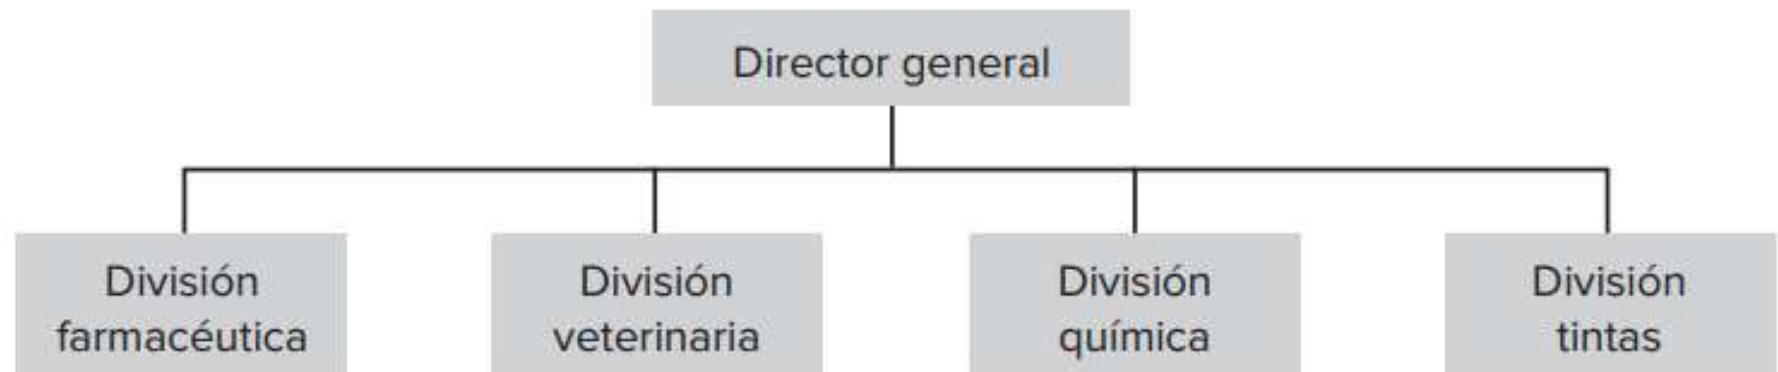 Director general
División
farmacéutica
División
veterinaria
División
química
División
tintas